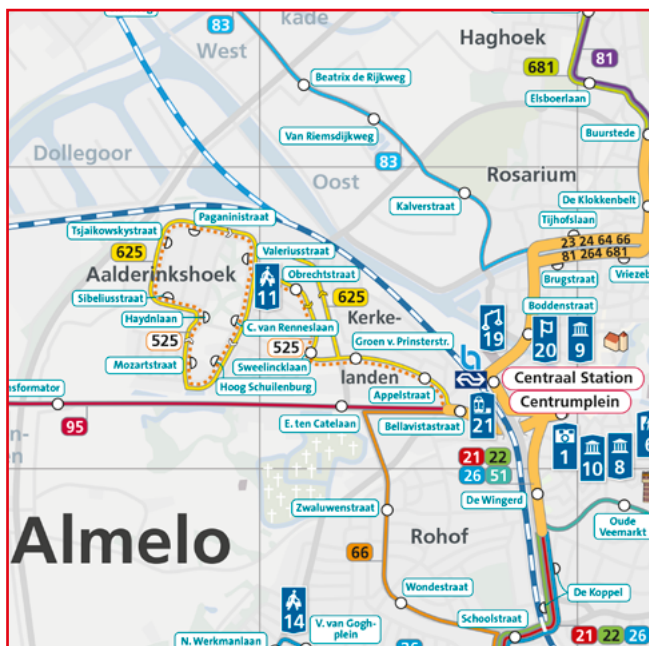 83
kade
Haghoek
West
681
81
Beatrix de Rijkweg
Elsboerlaan
Van Riemsdijkweg
Buurstede
Dollegoor
83
Oost
Rosarium
Kalverstraat
De Klokkenbelt
Paganinistraat
Tsjaikowskystraat
Tijhofslaan
625
Valeriusstraat
23 24 64 66
81 264 681
Aalderinkshoek
11
Obrechtstraat
Brugstraat
Sibeliusstraat
625
Boddenstraat
Haydnlaan
C. van Renneslaan
Kerke-
19
20
9
525
525
Groen v. Prinsterstr.
Mozartstraat
Sweelincklaan
landen
Centraal Station
Hoog Schuilenburg
Appelstraat
Centrumplein
E. ten Catelaan
Bellavistastraat
21
95
1
10
8
21 22
26 51
De Wingerd
Zwaluwenstraat
Oude
Veemarkt
Almelo
Rohof
66
Wondestraat
De Koppel
14
Schoolstraat
V. van Gogh-
plein
N. Werkmanlaan
21 22 26